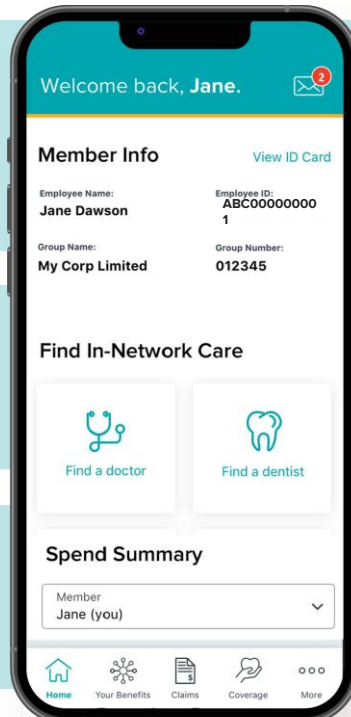 Welcome back, Jane.
2
Member Info
View ID Card
Employee Name:
Employee ID:
Jane Dawson
ABC00000000
1
Group Name:
Group Number:
My Corp Limited
012345
Find In-Network Care
Find a doctor
Find a dentist
Spend Summary
Member
Jane (you)
Home
Your Benefits
Claims
Coverage
More